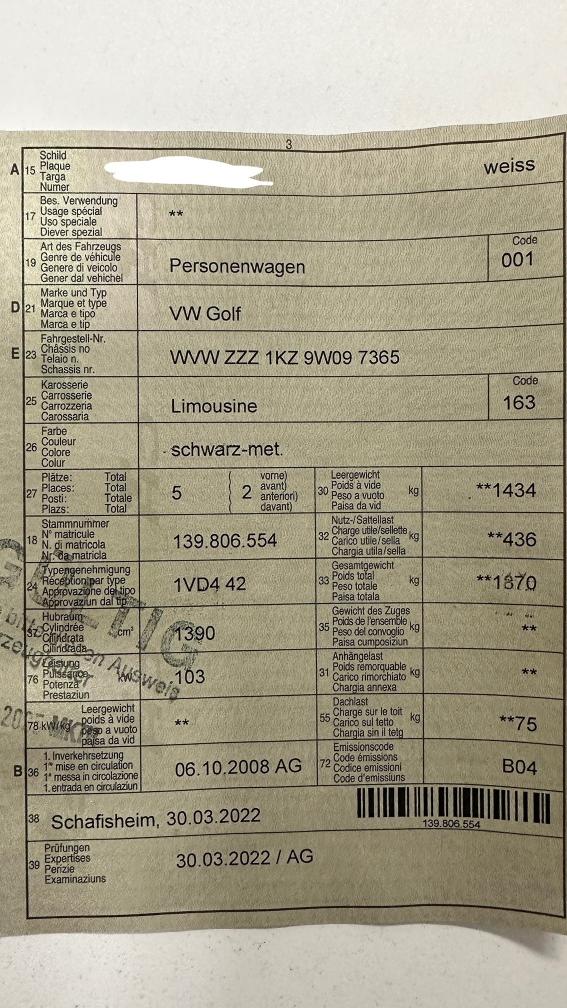 3
A 15 Schild Plaque Targa Numer weiss
17 Bes. Verwendung Usage spécial Uso speciale Diever spezial **
19 Art des Fahrzeugs Genre de véhicule Genere di veicolo Gener dal vehichel Personenwagen Code 001
D 21 Marke und Typ Marque et type Marca e tipo Marca e tip VW Golf
E 23 Fahrgestell-Nr. Châssis no Telaio n. Schassis nr. WVW ZZZ 1KZ 9W09 7365
25 Karosserie Carrosserie Carrozzeria Carossaria Limousine Code 163
26 Farbe Couleur Colore Colur schwarz-met.
27 Plätze: Total Places: Total Posti: Totale Plazs: Total 5 ( 2 vorne) avant) anteriori) davant)
30 Leergewicht Poids à vide Peso a vuoto Paisa da vid kg **1434
18 Stammnummer N° matricule N. di matricola Nr. da matricla 139.806.554
32 Nutz-/Sattellast Charge utile/sellette Carico utile/sella Chargia utila/sella kg **436
24 Typengenehmigung Réception par type Approvazione del tipo Approvaziun dal tip 1VD4 42
33 Gesamtgewicht Poids total Peso totale Paisa totala kg **1870
37 Hubraum Cylindrée Cilindrata Cilindrada cm³ 1390
35 Gewicht des Zuges Poids de l'ensemble Peso del convoglio Paisa cumposiziun kg **
76 Leistung Puissance Potenza Prestaziun kW 103
31 Anhängelast Poids remorquable Carico rimorchiato Chargia annexa kg **
78 kW/kg Leergewicht poids à vide peso a vuoto paisa da vid **
55 Dachlast Charge sur le toit Carico sul tetto Chargia sin il tetg kg **75
B 36 1. Inverkehrsetzung 1re mise en circulation 1a messa in circolazione 1. entrada en circulaziun 06.10.2008 AG
72 Emissionscode Code émissions Codice emissioni Code d'emissiuns B04
38 Schafisheim, 30.03.2022
139.806.554
39 Prüfungen Expertises Perizie Examinaziuns 30.03.2022 / AG